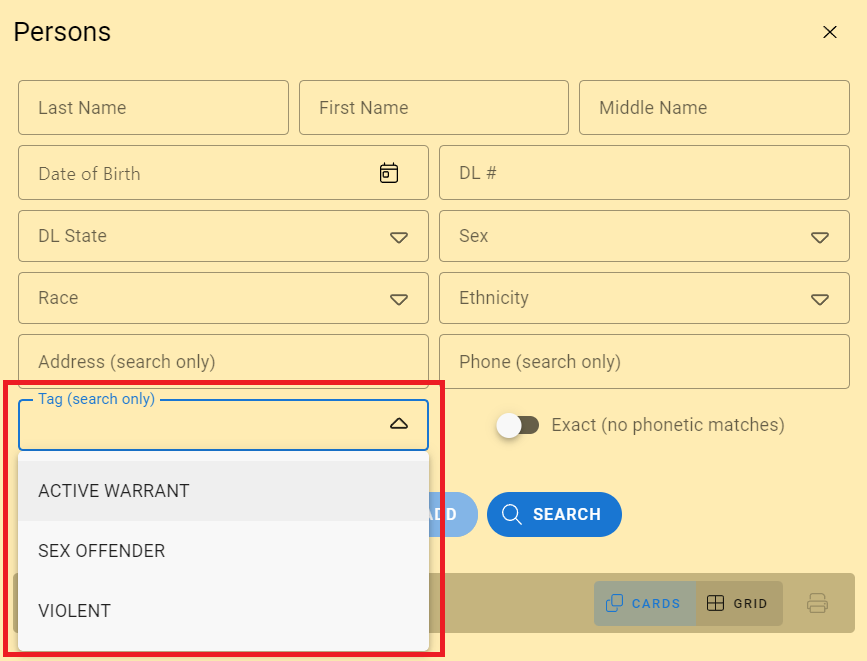 Persons
Last Name
First Name
Middle Name
Date of Birth
DL #
DL State
Sex
Race
Ethnicity
Address (search only)
Phone (search only)
Tag (search only)
Exact (no phonetic matches)
ACTIVE WARRANT
SEX OFFENDER
VIOLENT
SEARCH
CARDS
GRID